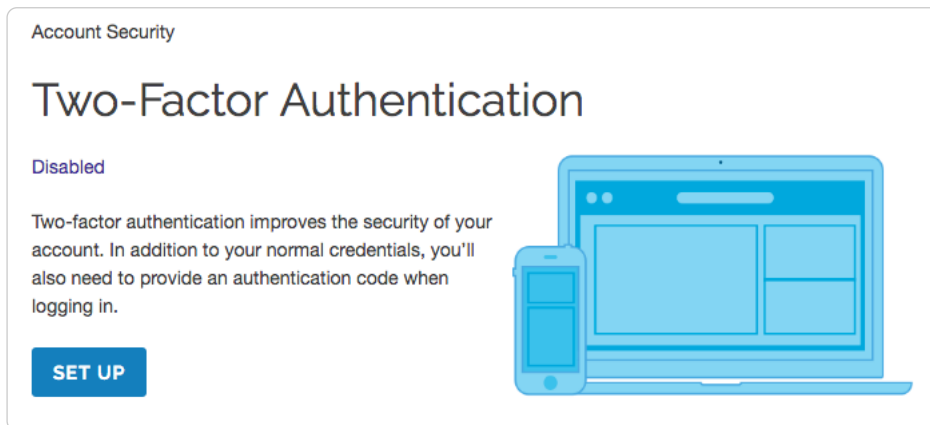 Account Security
Two-Factor Authentication
Disabled
Two-factor authentication improves the security of your
account. In addition to your normal credentials, you'll
also need to provide an authentication code when
logging in.
SET UP